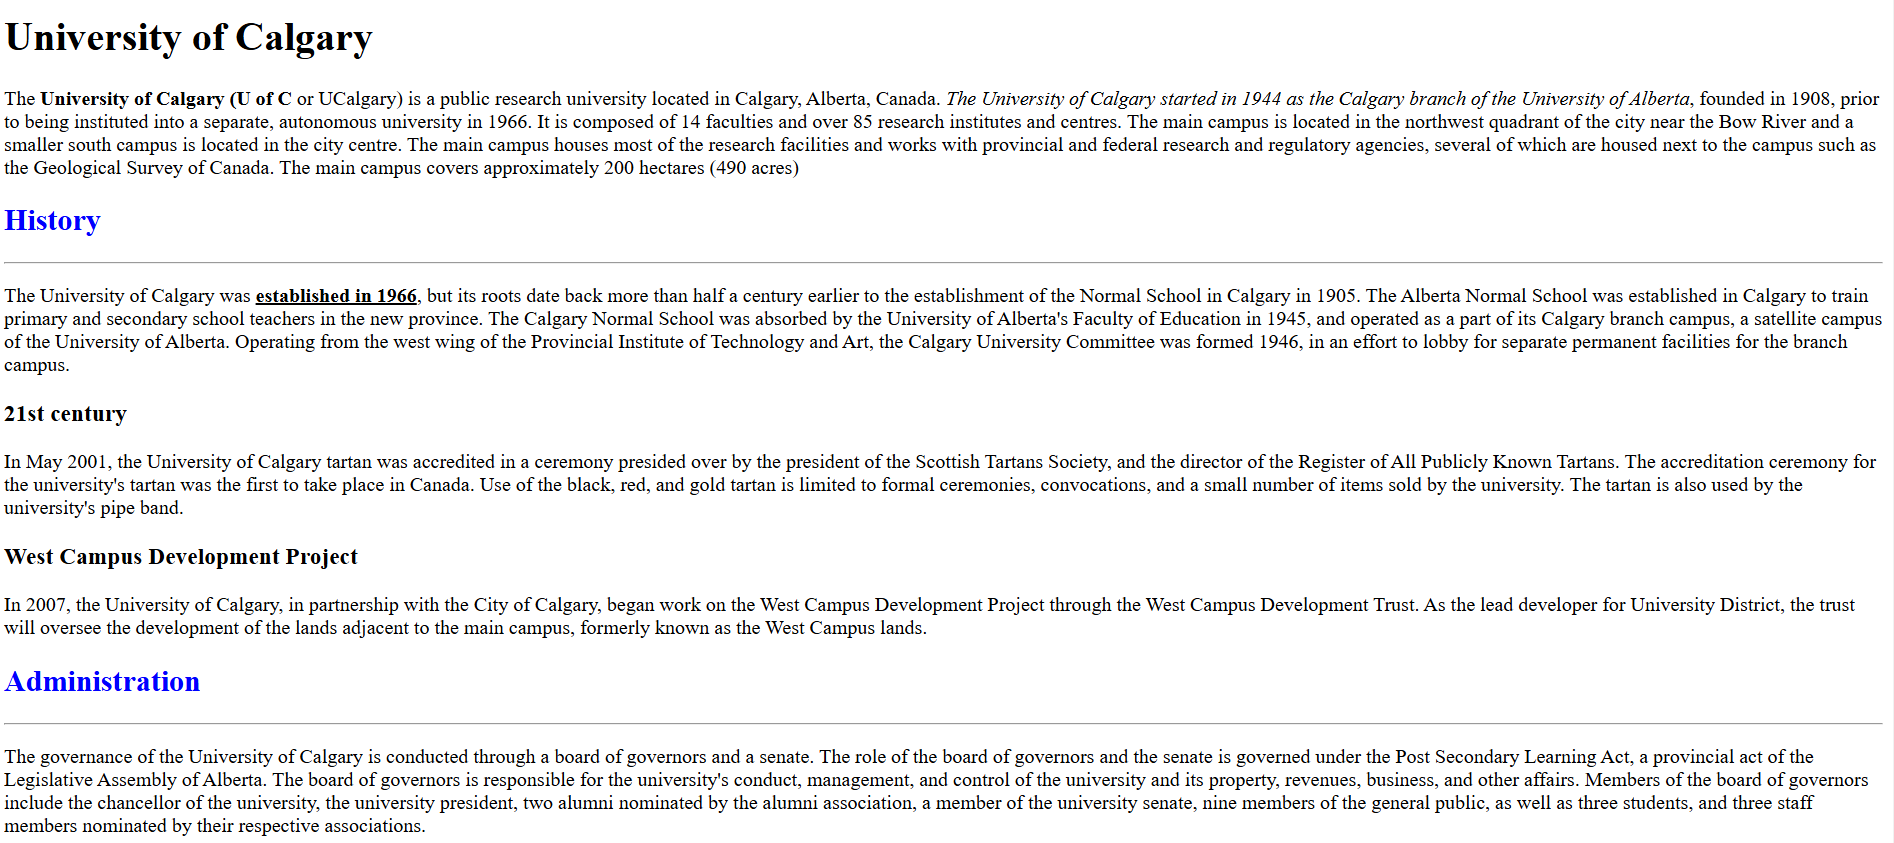 University of Calgary
The University of Calgary (U of C or UCalgary) is a public research university located in Calgary, Alberta, Canada. The University of Calgary started in 1944 as the Calgary branch of the University of Alberta, founded in 1908, prior
to being instituted into a separate, autonomous university in 1966. It is composed of 14 faculties and over 85 research institutes and centres. The main campus is located in the northwest quadrant of the city near the Bow River and a
smaller south campus is located in the city centre. The main campus houses most of the research facilities and works with provincial and federal research and regulatory agencies, several of which are housed next to the campus such as
the Geological Survey of Canada. The main campus covers approximately 200 hectares (490 acres)
History
The University of Calgary was established in 1966, but its roots date back more than half a century earlier to the establishment of the Normal School in Calgary in 1905. The Alberta Normal School was established in Calgary to train
primary and secondary school teachers in the new province. The Calgary Normal School was absorbed by the University of Alberta's Faculty of Education in 1945, and operated as a part of its Calgary branch campus, a satellite campus
of the University of Alberta. Operating from the west wing of the Provincial Institute of Technology and Art, the Calgary University Committee was formed 1946, in an effort to lobby for separate permanent facilities for the branch
campus.
21st century
In May 2001, the University of Calgary tartan was accredited in a ceremony presided over by the president of the Scottish Tartans Society, and the director of the Register of All Publicly Known Tartans. The accreditation ceremony for
the university's tartan was the first to take place in Canada. Use of the black, red, and gold tartan is limited to formal ceremonies, convocations, and a small number of items sold by the university. The tartan is also used by the
university's pipe band.
West Campus Development Project
In 2007, the University of Calgary, in partnership with the City of Calgary, began work on the West Campus Development Project through the West Campus Development Trust. As the lead developer for University District, the trust
will oversee the development of the lands adjacent to the main campus, formerly known as the West Campus lands.
Administration
The governance of the University of Calgary is conducted through a board of governors and a senate. The role of the board of governors and the senate is governed under the Post Secondary Learning Act, a provincial act of the
Legislative Assembly of Alberta. The board of governors is responsible for the university's conduct, management, and control of the university and its property, revenues, business, and other affairs. Members of the board of governors
include the chancellor of the university, the university president, two alumni nominated by the alumni association, a member of the university senate, nine members of the general public, as well as three students, and three staff
members nominated by their respective associations.